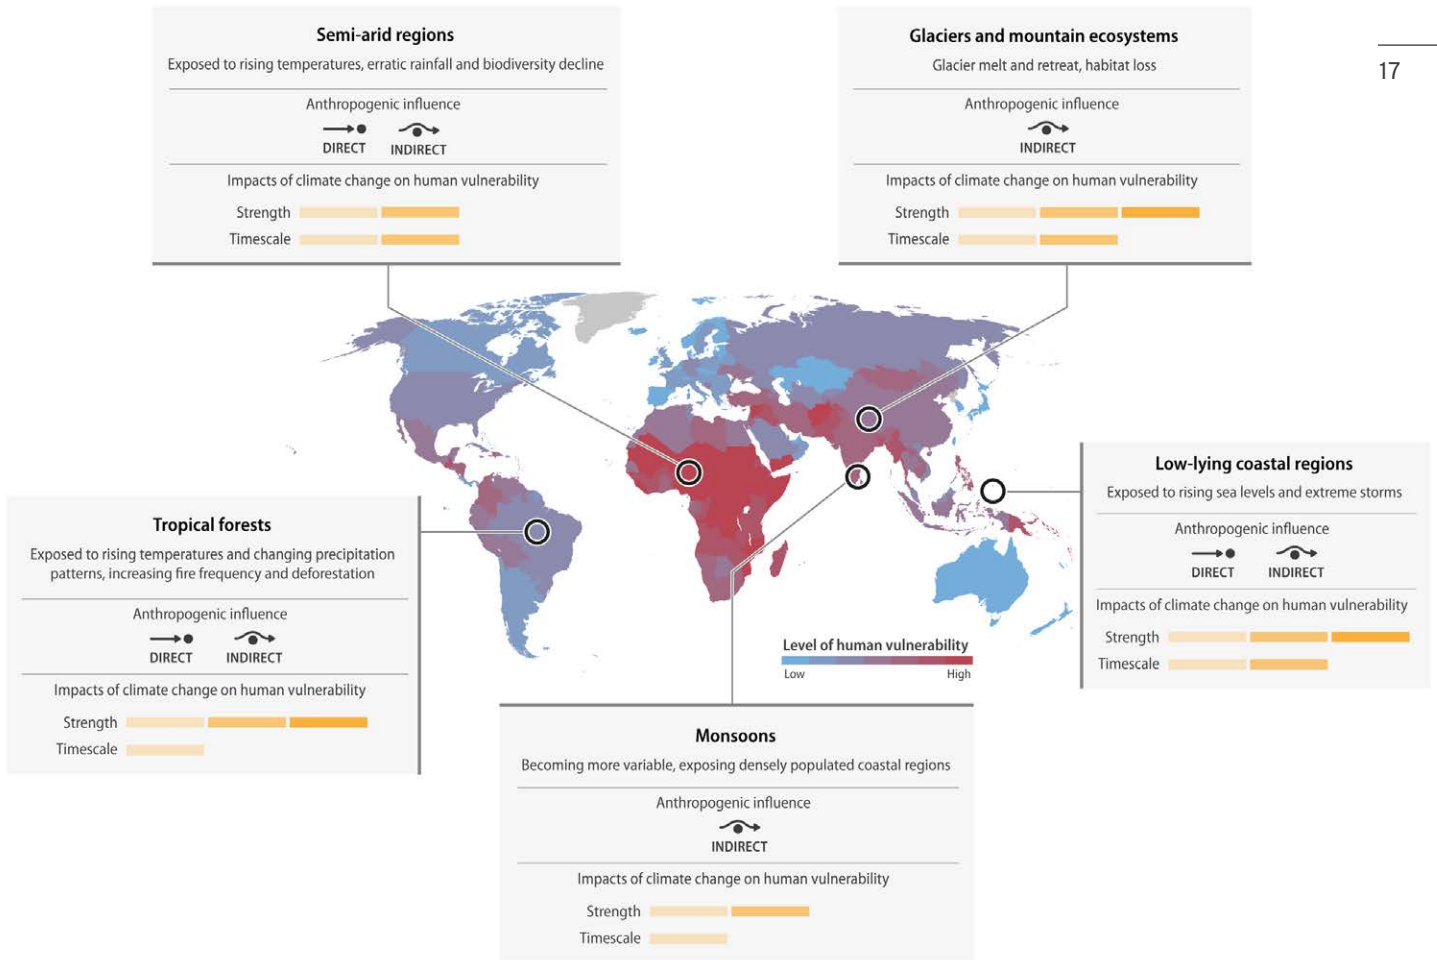 17
Semi-arid regions
Exposed to rising temperatures, erratic rainfall and biodiversity decline
Anthropogenic influence
DIRECT INDIRECT
Impacts of climate change on human vulnerability
Strength
Timescale
Glaciers and mountain ecosystems
Glacier melt and retreat, habitat loss
Anthropogenic influence
INDIRECT
Impacts of climate change on human vulnerability
Strength
Timescale
Low-lying coastal regions
Exposed to rising sea levels and extreme storms
Anthropogenic influence
DIRECT INDIRECT
Impacts of climate change on human vulnerability
Strength
Timescale
Tropical forests
Exposed to rising temperatures and changing precipitation
patterns, increasing fire frequency and deforestation
Anthropogenic influence
DIRECT INDIRECT
Impacts of climate change on human vulnerability
Strength
Timescale
Level of human vulnerability
Low High
Monsoons
Becoming more variable, exposing densely populated coastal regions
Anthropogenic influence
INDIRECT
Impacts of climate change on human vulnerability
Strength
Timescale